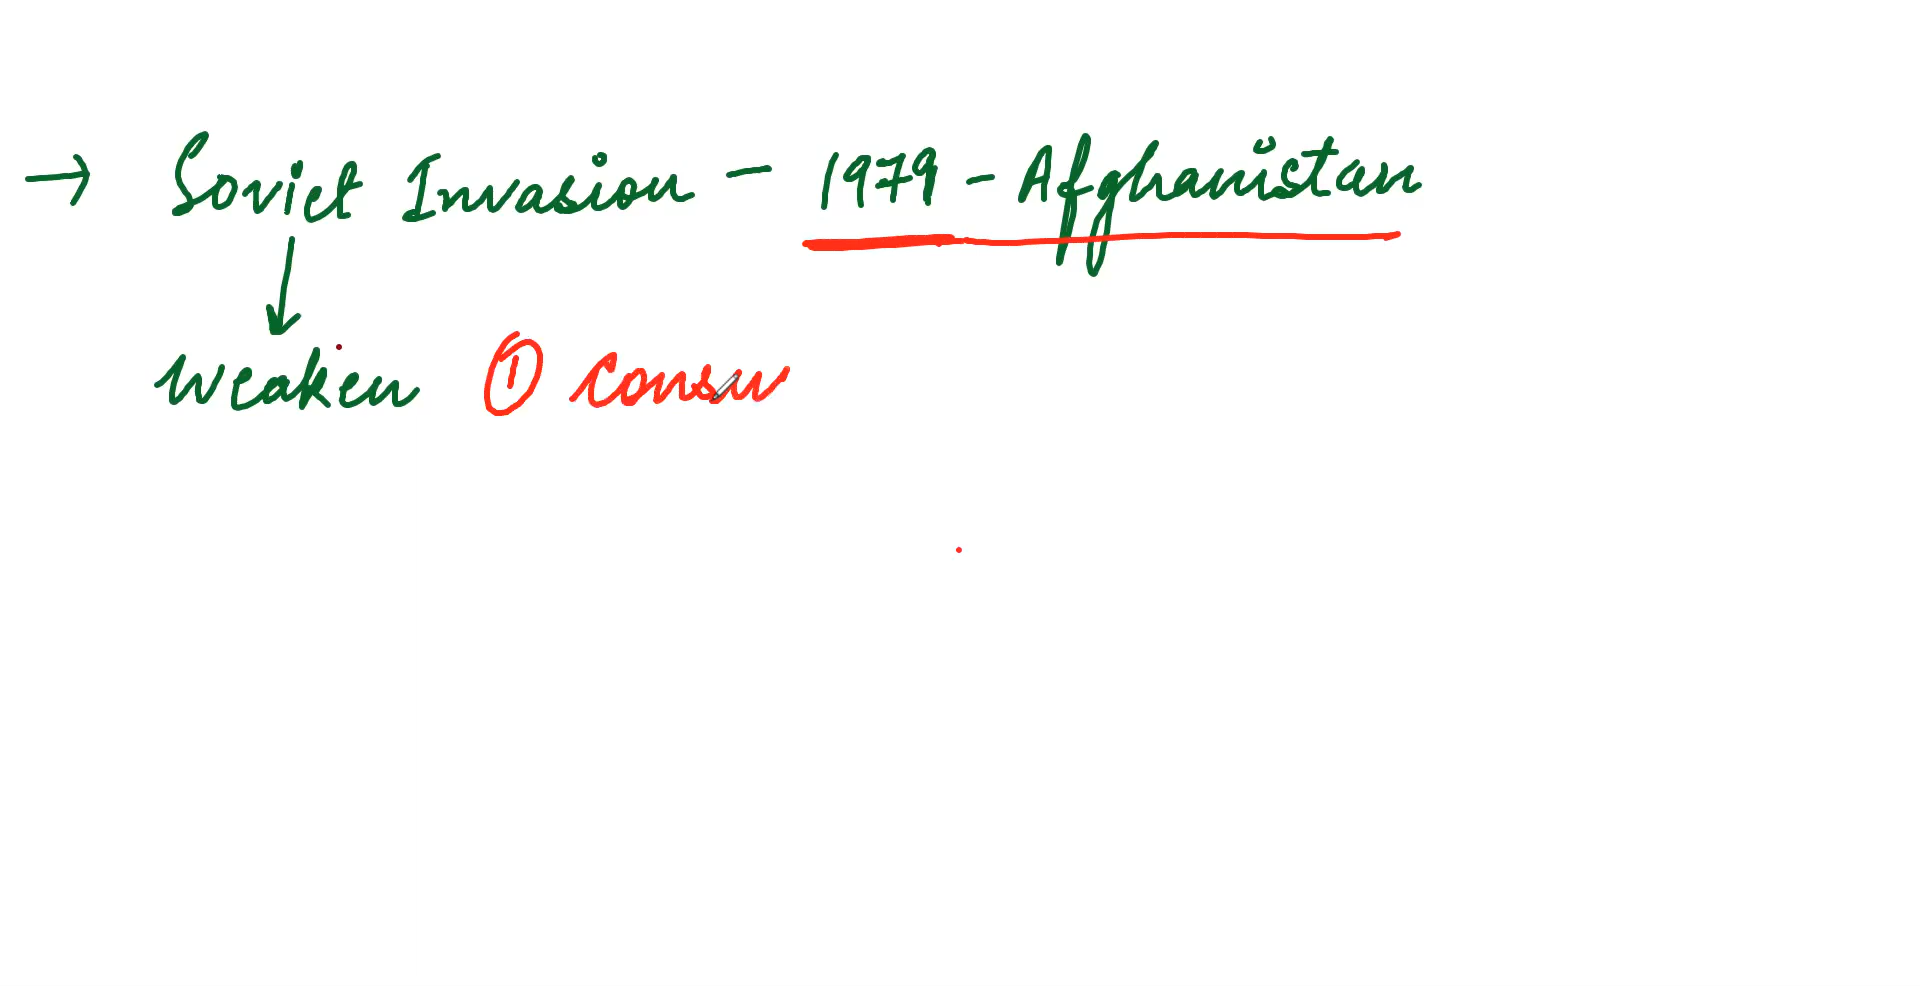 → Soviet Invasion - 1979 - Afghanistan
↓
Weaken ① Consu